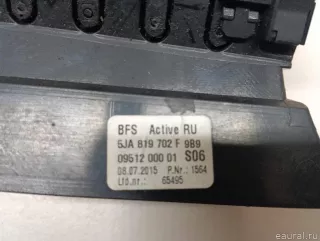 BFS Active RU
5JA 819 702 F 9B9
09512 000 01 S06
08.07.2015 P.Nr.: 1564
Lfd.nr.: 65495
eaural.ru